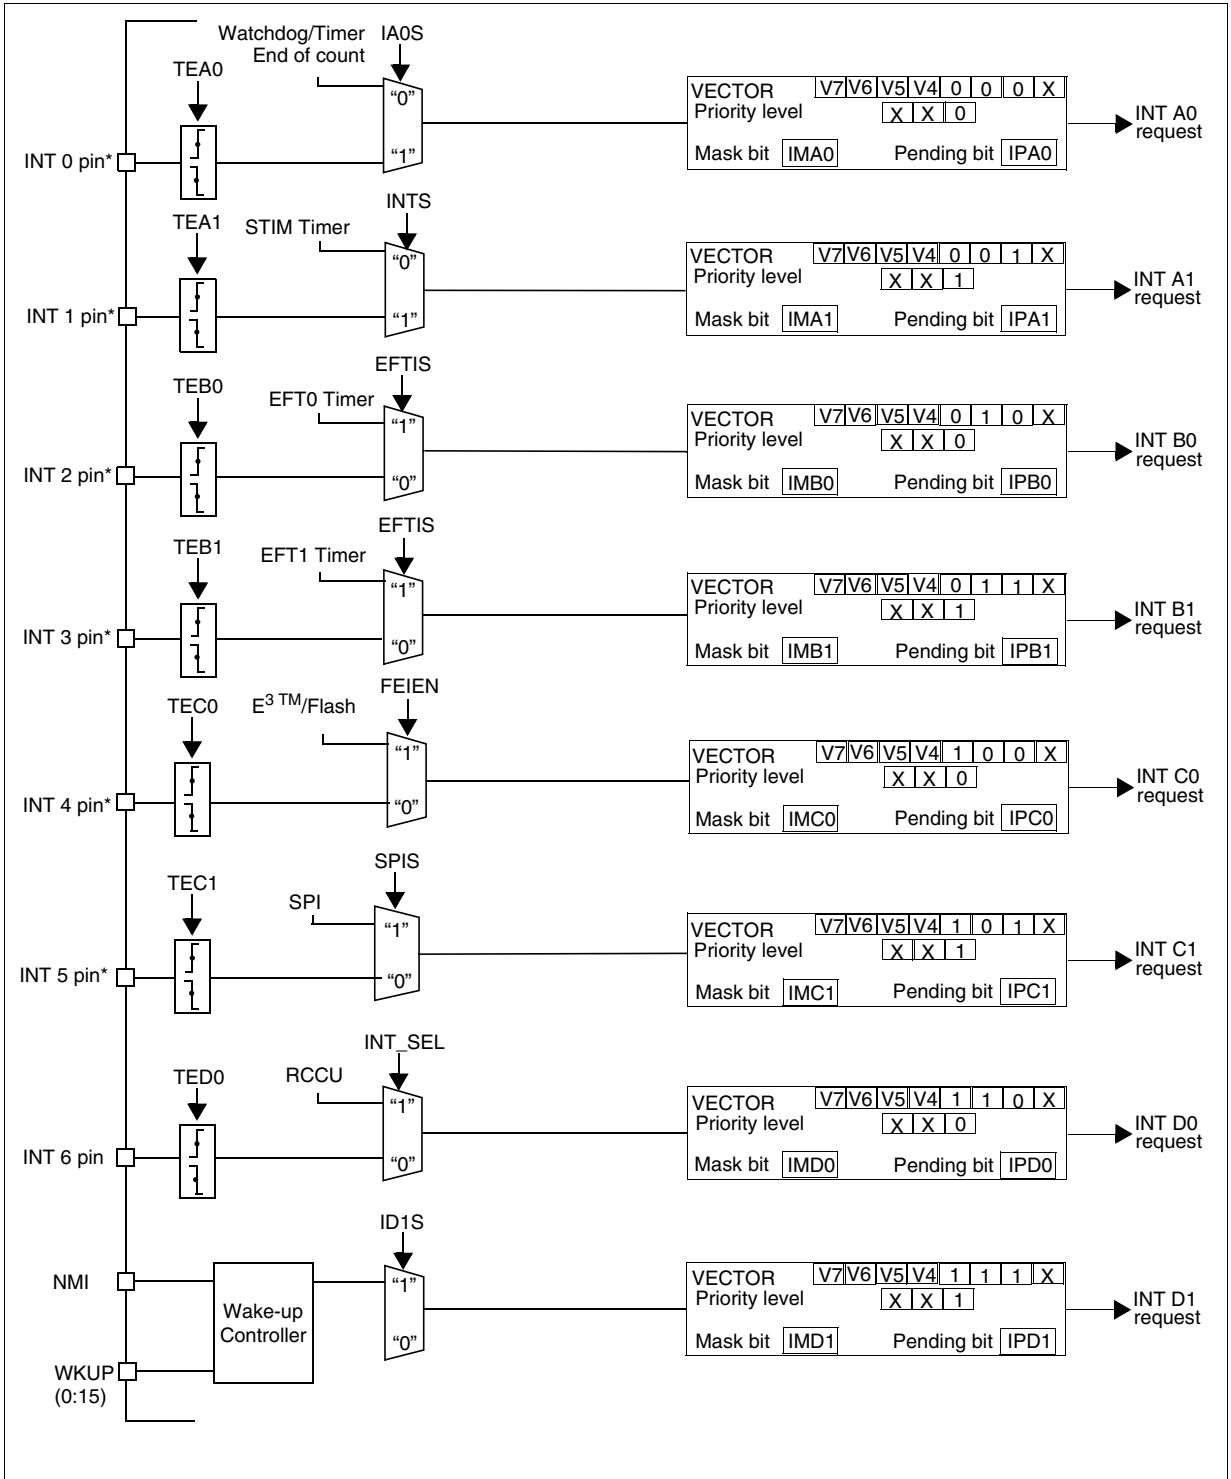 Watchdog/Timer IA0S
End of count
TEA0
"0"
VECTOR V7 V6 V5 V4 0 0 0 X
Priority level X X 0
INT A0
request
INT 0 pin*
"1"
Mask bit IMA0 Pending bit IPA0
INTS
TEA1
STIM Timer
"0"
VECTOR V7 V6 V5 V4 0 0 1 X
Priority level X X 1
INT A1
request
INT 1 pin*
"1"
Mask bit IMA1 Pending bit IPA1
EFTIS
TEB0
EFT0 Timer
"1"
VECTOR V7 V6 V5 V4 0 1 0 X
Priority level X X 0
INT B0
request
INT 2 pin*
"0"
Mask bit IMB0 Pending bit IPB0
EFTIS
TEB1
EFT1 Timer
"1"
VECTOR V7 V6 V5 V4 0 1 1 X
Priority level X X 1
INT B1
request
INT 3 pin*
"0"
Mask bit IMB1 Pending bit IPB1
FEIEN
TEC0
E3 TM/Flash
"1"
VECTOR V7 V6 V5 V4 1 0 0 X
Priority level X X 0
INT C0
request
INT 4 pin*
"0"
Mask bit IMC0 Pending bit IPC0
SPIS
TEC1
SPI
"1"
VECTOR V7 V6 V5 V4 1 0 1 X
Priority level X X 1
INT C1
request
INT 5 pin*
"0"
Mask bit IMC1 Pending bit IPC1
INT_SEL
TED0
RCCU
"1"
VECTOR V7 V6 V5 V4 1 1 0 X
Priority level X X 0
INT D0
request
INT 6 pin
"0"
Mask bit IMD0 Pending bit IPD0
ID1S
NMI
"1"
VECTOR V7 V6 V5 V4 1 1 1 X
Priority level X X 1
INT D1
request
Wake-up
Controller
"0"
Mask bit IMD1 Pending bit IPD1
WKUP
(0:15)